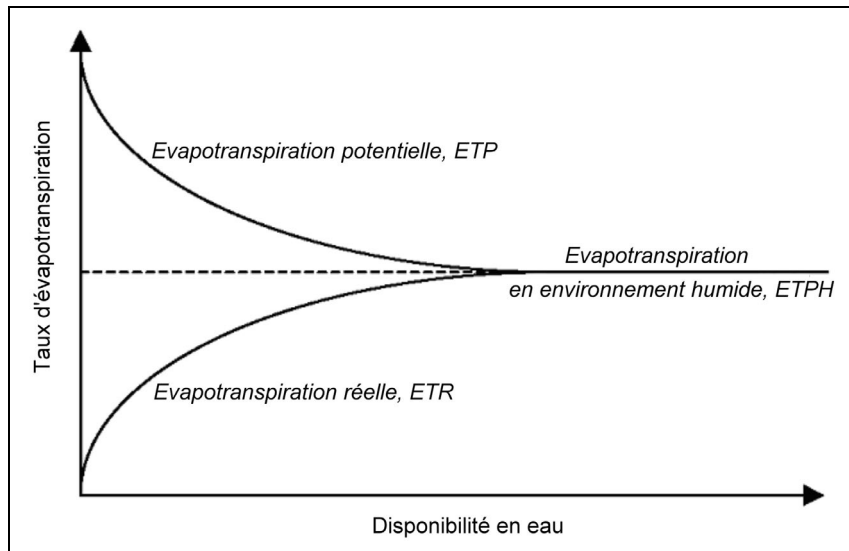 Taux d'évapotranspiration
Evapotranspiration potentielle, ETP
Evapotranspiration
en environnement humide, ETPH
Evapotranspiration réelle, ETR
Disponibilité en eau